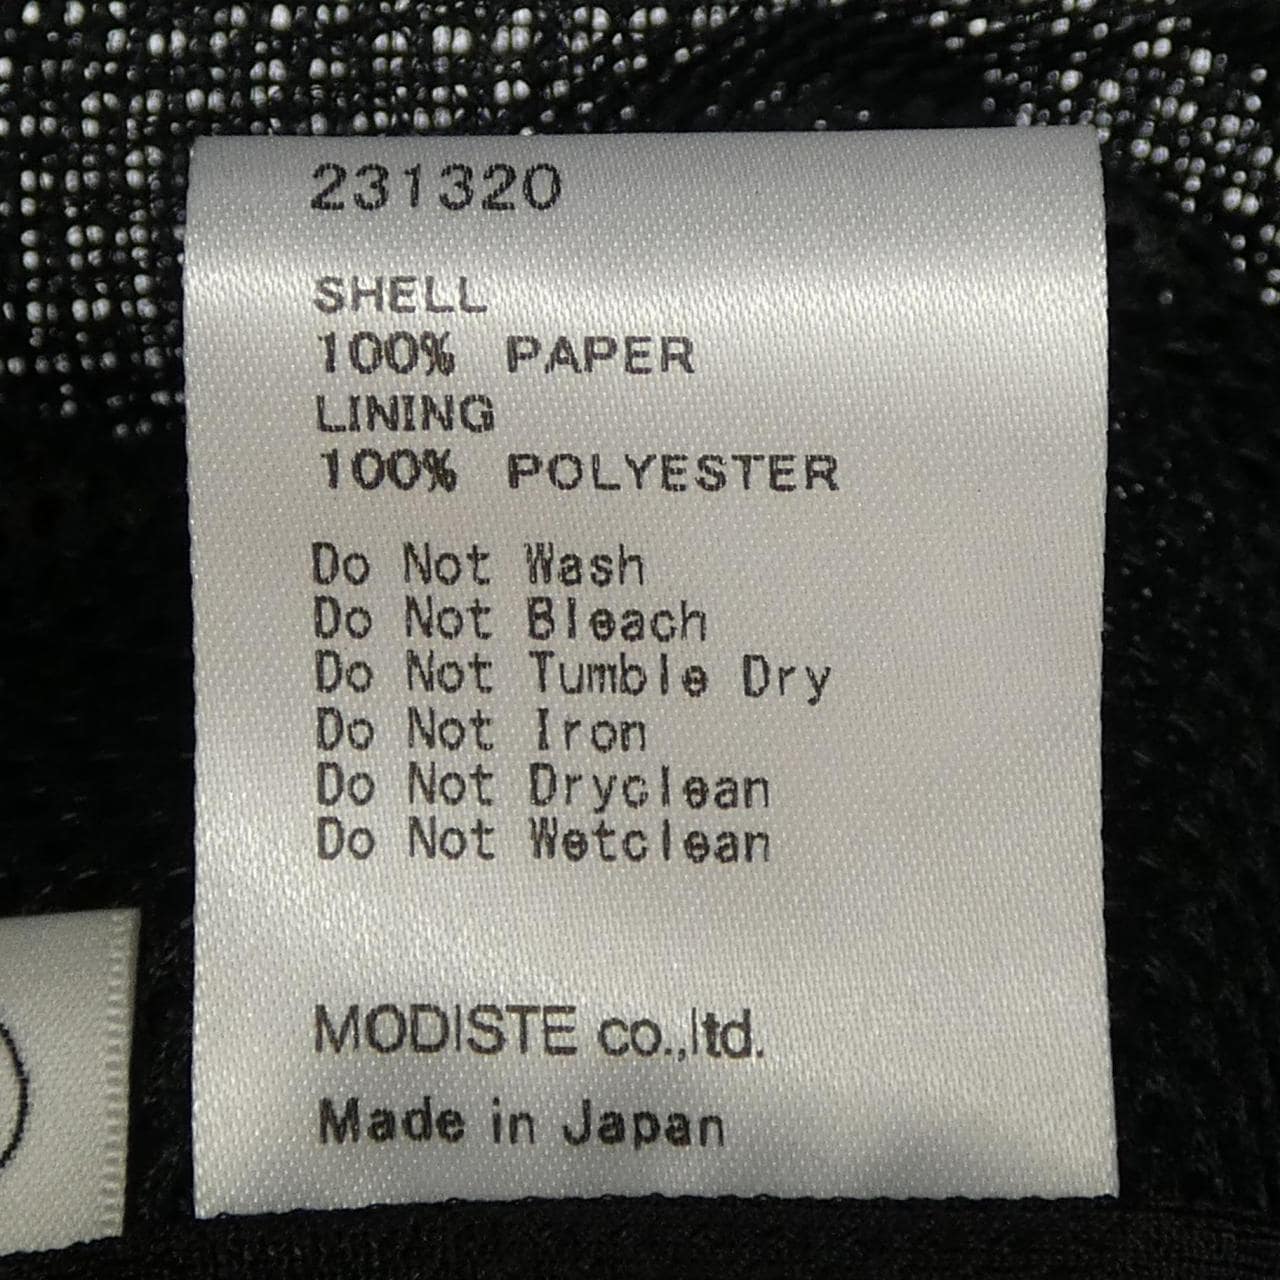 231320
SHELL
100% PAPER
LINING
100% POLYESTER
Do Not Wash
Do Not Bleach
Do Not Tumble Dry
Do Not Iron
Do Not Dryclean
Do Not Wetclean
MODISTE co.,ltd.
Made in Japan